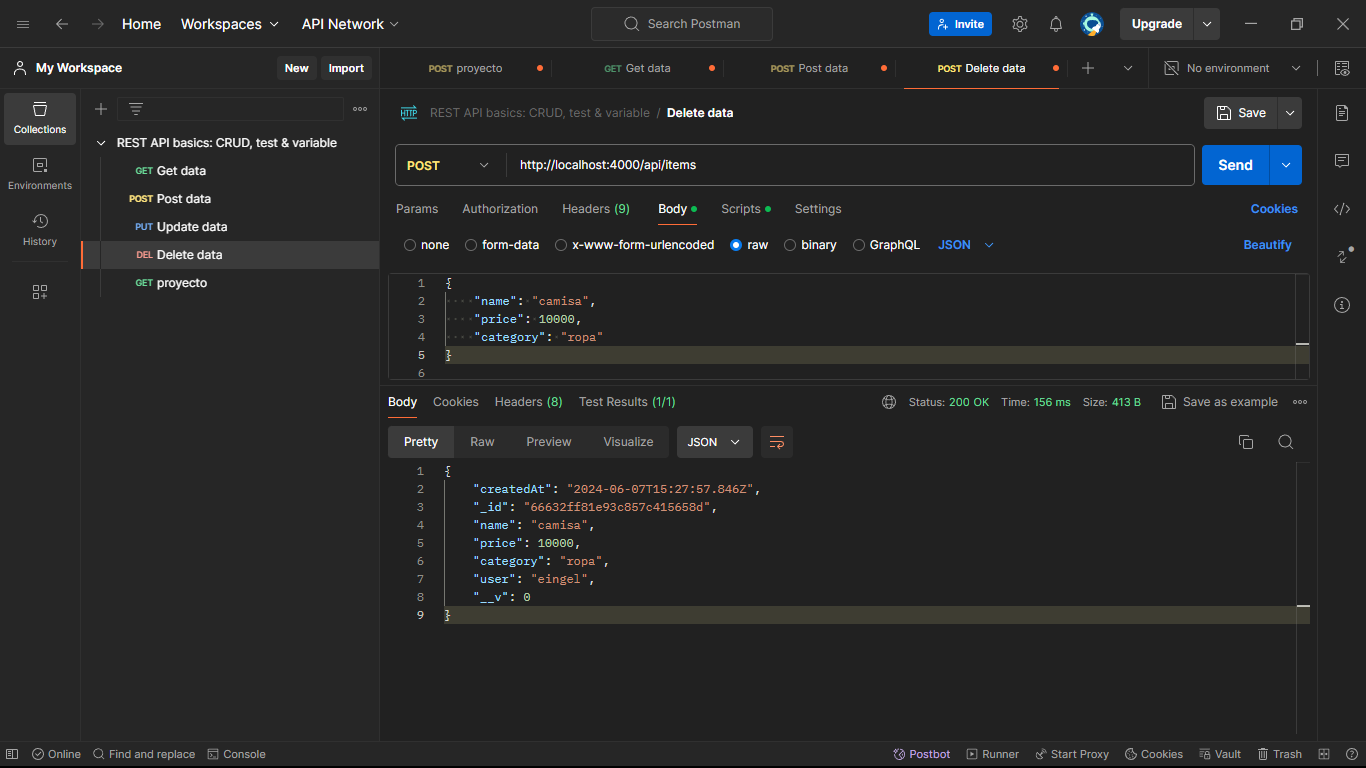 Home Workspaces API Network Search Postman Invite Upgrade
My Workspace New Import POST proyecto GET Get data POST Post data POST Delete data No environment
Collections
Environments
History
REST API basics: CRUD, test & variable
GET Get data
POST Post data
PUT Update data
DEL Delete data
GET proyecto
HTTP REST API basics: CRUD, test & variable / Delete data Save
POST http://localhost:4000/api/items Send
Params Authorization Headers (9) Body Scripts Settings Cookies
none form-data x-www-form-urlencoded raw binary GraphQL JSON Beautify
1 {
2 "name": "camisa",
3 "price": 10000,
4 "category": "ropa"
5 }
6
Body Cookies Headers (8) Test Results (1/1) Status: 200 OK Time: 156 ms Size: 413 B Save as example
Pretty Raw Preview Visualize JSON
1 {
2 "createdAt": "2024-06-07T15:27:57.846Z",
3 "_id": "66632ff81e93c857c415658d",
4 "name": "camisa",
5 "price": 10000,
6 "category": "ropa",
7 "user": "eingel",
8 "__v": 0
9 }
Online Find and replace Console Postbot Runner Start Proxy Cookies Vault Trash